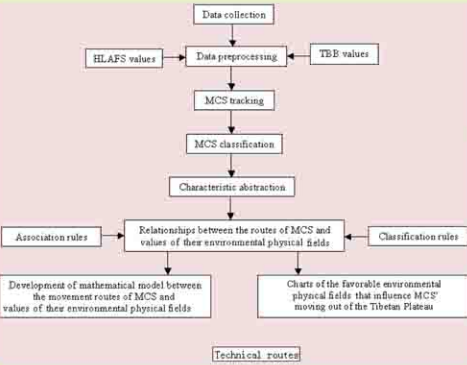 Data collection
HLAFS values
Data preprocessing
TBB values
MCS tracking
MCS classification
Characteristic abstraction
Association rules
Relationships between the routes of MCS and
values of their environmental physical fields
Classification rules
Development of mathematical model between
the movement routes of MCS and
values of their environmental physical fields
Charts of the favorable environmental
physical fields that influence MCS'
moving out of the Tibetan Plateau
Technical routes